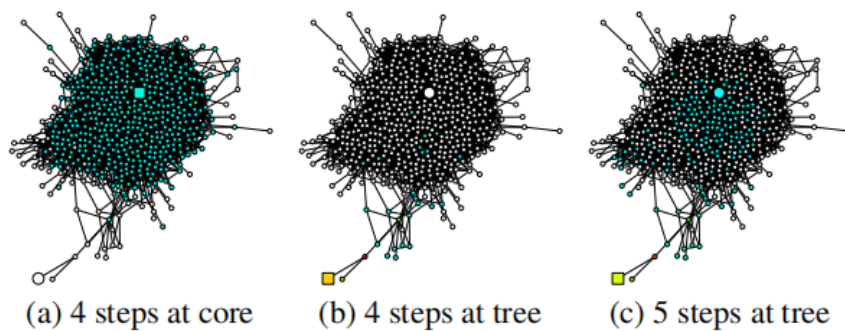 (a) 4 steps at core
(b) 4 steps at tree
(c) 5 steps at tree